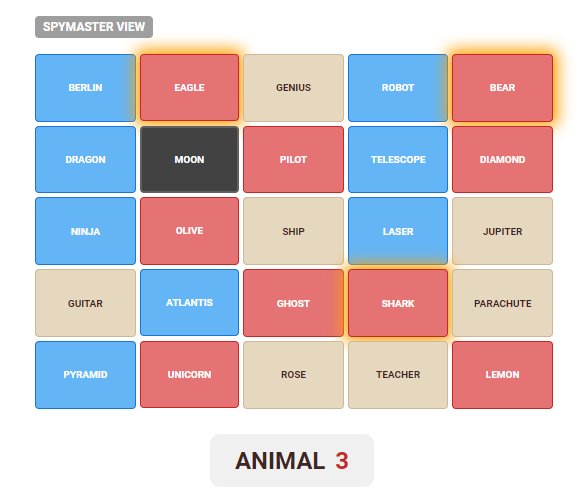 SPYMASTER VIEW
BERLIN EAGLE GENIUS ROBOT BEAR
DRAGON MOON PILOT TELESCOPE DIAMOND
NINJA OLIVE SHIP LASER JUPITER
GUITAR ATLANTIS GHOST SHARK PARACHUTE
PYRAMID UNICORN ROSE TEACHER LEMON
ANIMAL 3